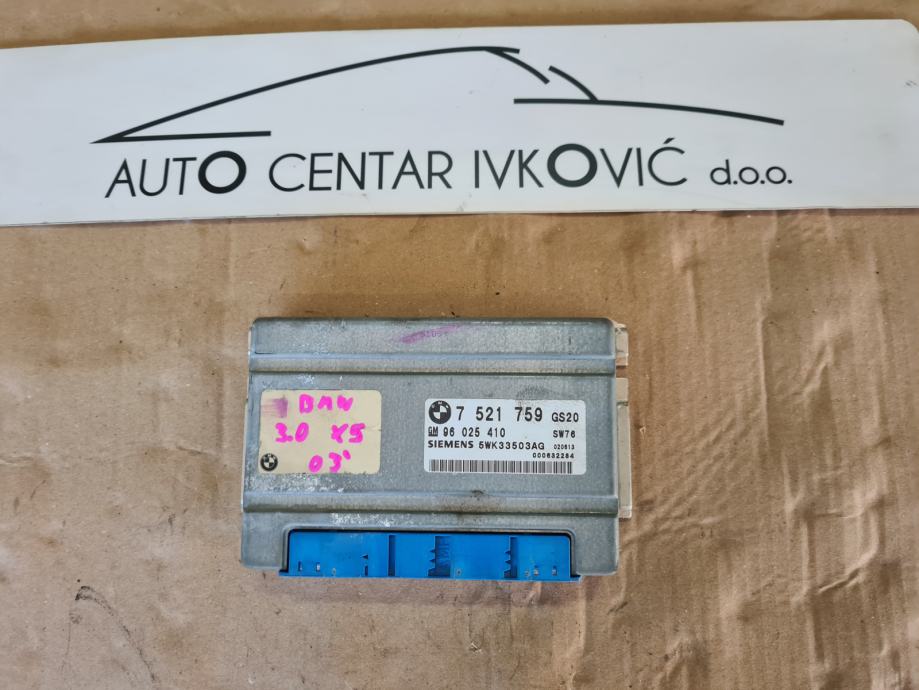 AUTO CENTAR IVKOVIĆ d.o.o.
BMW
3.0 X5
03'
7 521 759 GS20
GM 96 025 410 SW76
SIEMENS 5WK33503AG 020613
000632284